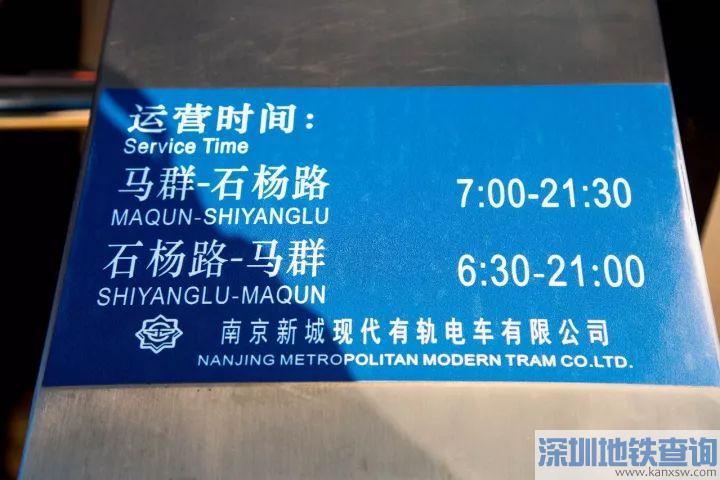 运营时间：
Service Time
马群-石杨路 7:00-21:30
MAQUN-SHIYANGLU
石杨路-马群 6:30-21:00
SHIYANGLU-MAQUN
南京新城现代有轨电车有限公司
NANJING METROPOLITAN MODERN TRAM CO.LTD.
深圳地铁查询
www.kanxsw.com